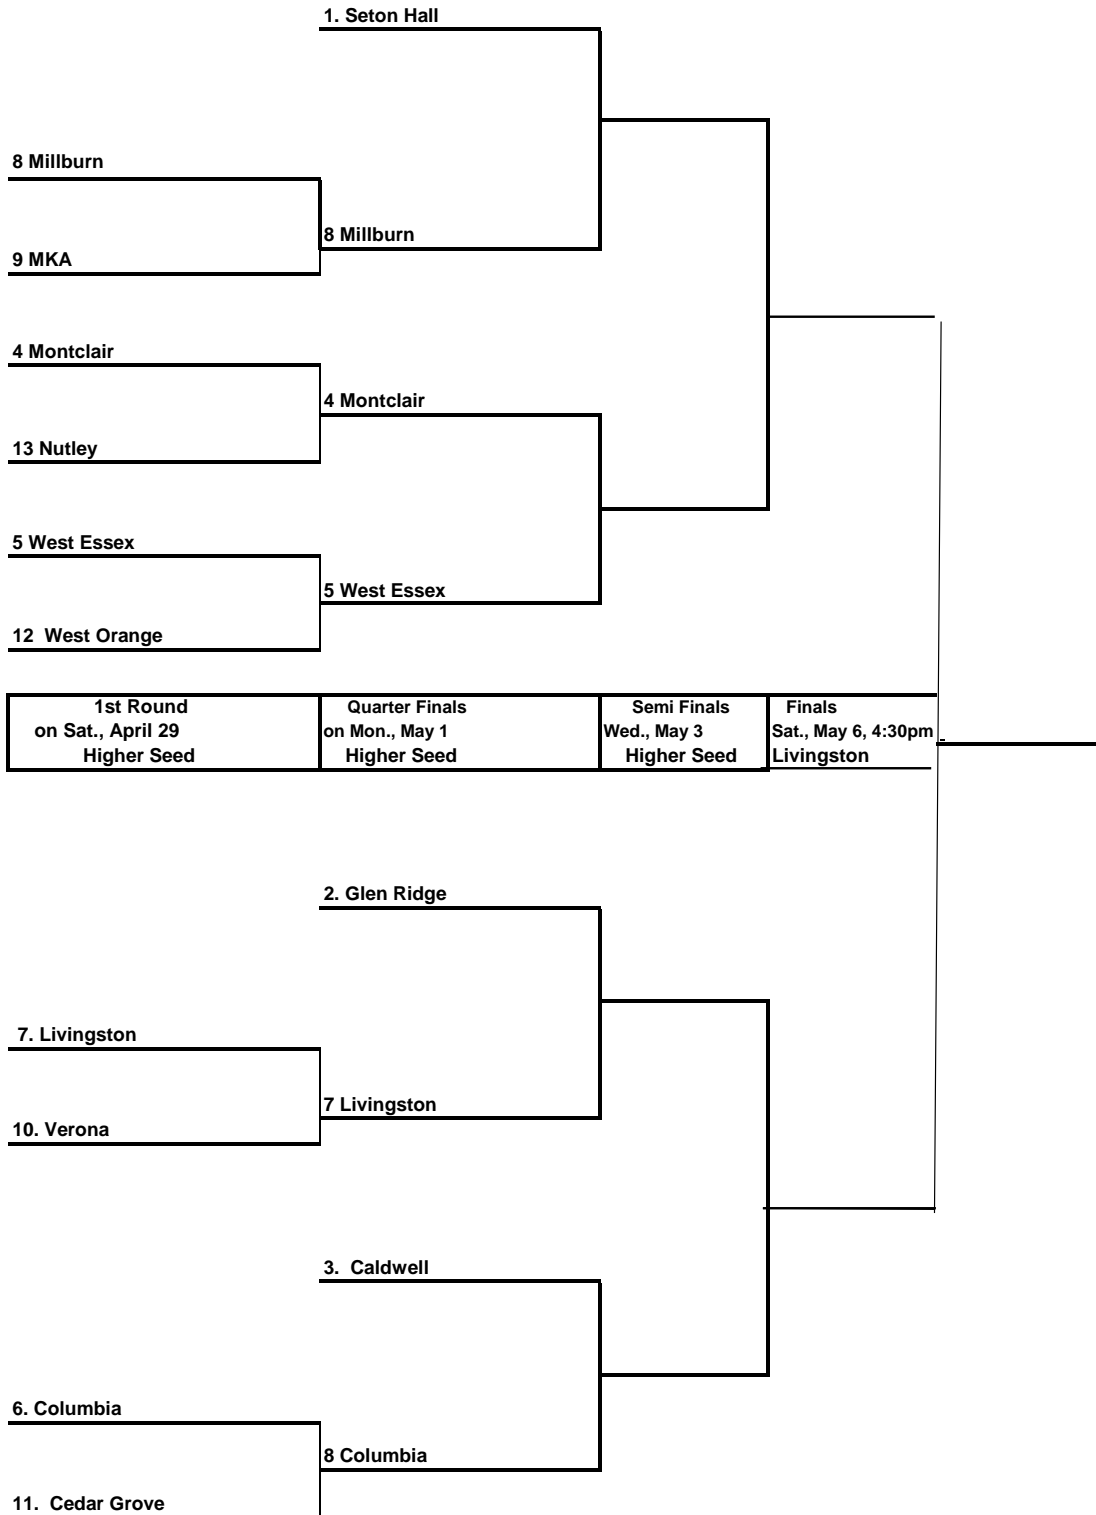 1. Seton Hall
8 Millburn
8 Millburn
9 MKA
4 Montclair
4 Montclair
13 Nutley
5 West Essex
5 West Essex
12  West Orange
1st Round
on Sat., April 29
Higher Seed
Quarter Finals
on Mon., May 1
Higher Seed
Semi Finals
Wed., May 3
Higher Seed
Finals
Sat., May 6, 4:30pm
Livingston
2. Glen Ridge
7. Livingston
7 Livingston
10. Verona
3.  Caldwell
6. Columbia
8 Columbia
11.  Cedar Grove